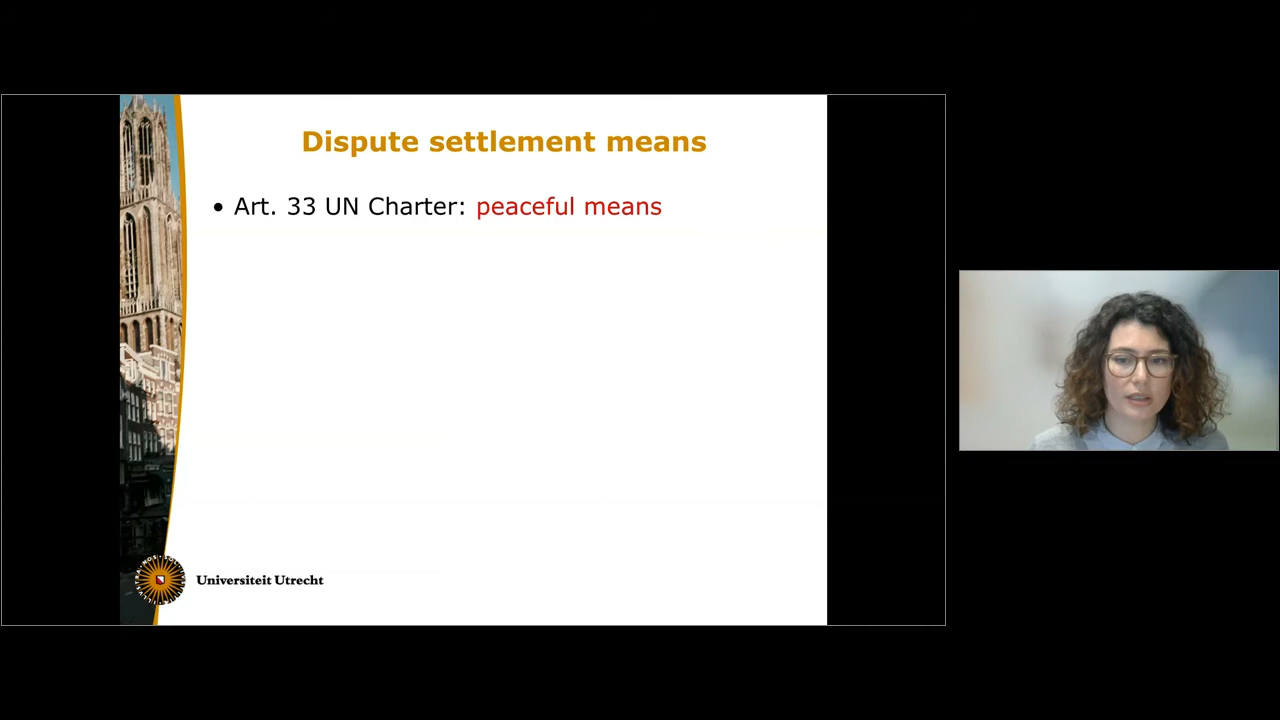 Dispute settlement means
• Art. 33 UN Charter: peaceful means
Universiteit Utrecht